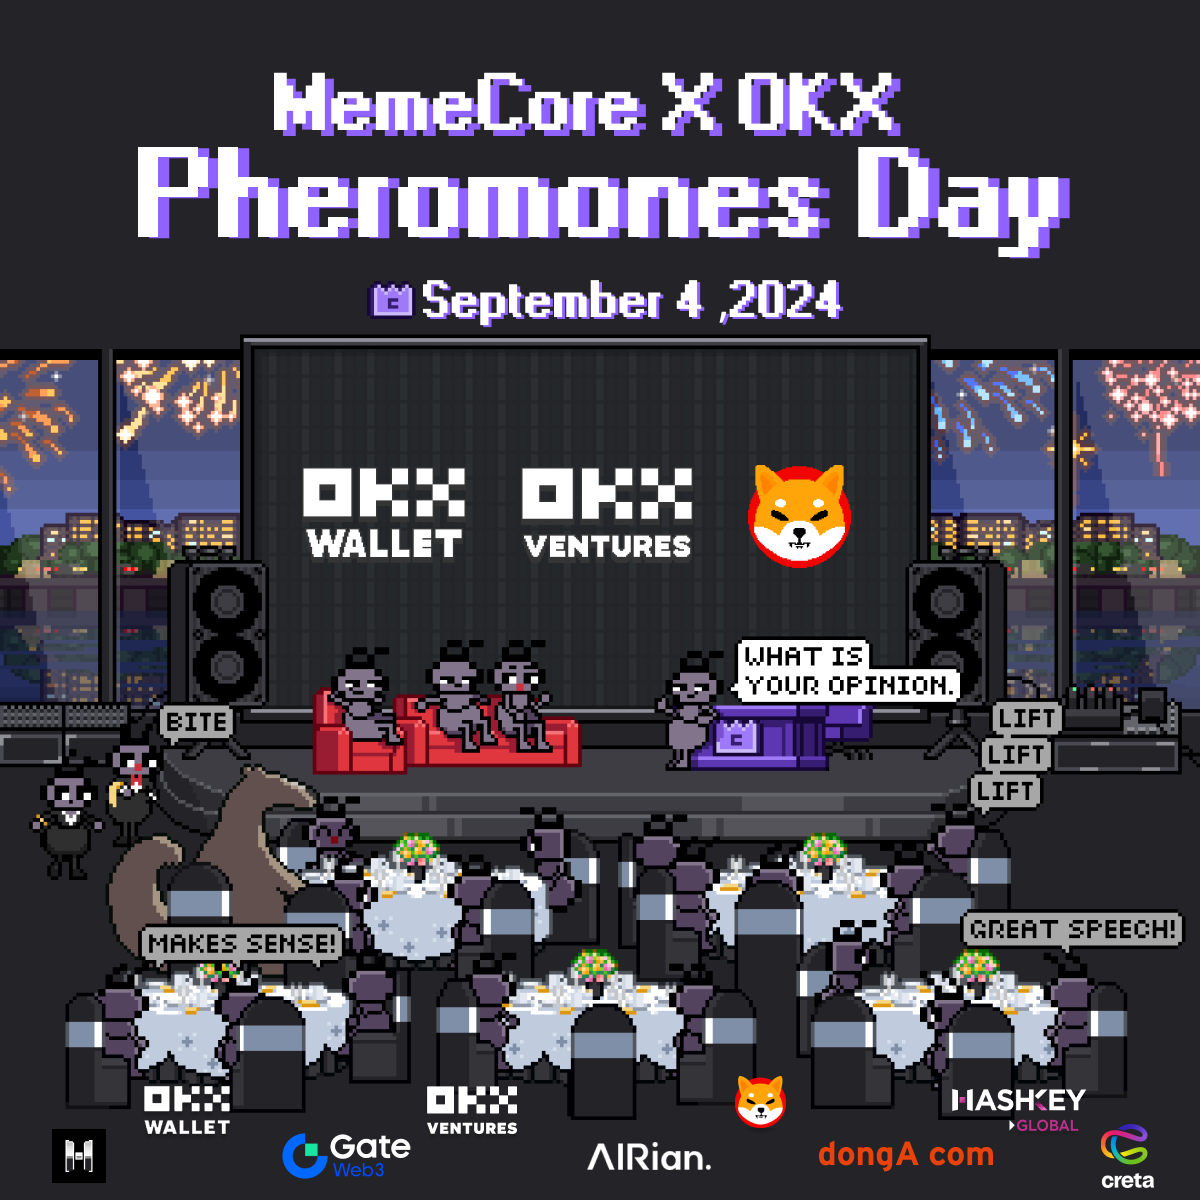 MemeCore X OKX
Pheromones Day
E September 4 ,2024
OKX
WALLET
OKX
VENTURES
WHAT IS
YOUR OPINION.
BITE
LIFT
LIFT
LIFT
E
MAKES SENSE!
GREAT SPEECH!
OKX
WALLET
OKX
VENTURES
HASHKEY
GLOBAL
Gate
Web3
AIRian.
dongA com
creta